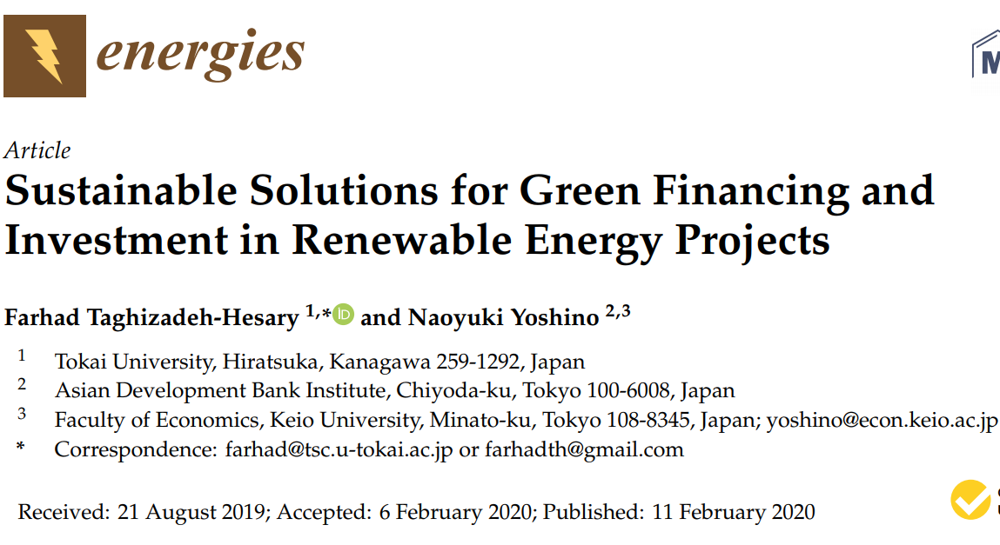 energies
M
Article
Sustainable Solutions for Green Financing and
Investment in Renewable Energy Projects
Farhad Taghizadeh-Hesary 1,* iD and Naoyuki Yoshino 2,3
1 Tokai University, Hiratsuka, Kanagawa 259-1292, Japan
2 Asian Development Bank Institute, Chiyoda-ku, Tokyo 100-6008, Japan
3 Faculty of Economics, Keio University, Minato-ku, Tokyo 108-8345, Japan; yoshino@econ.keio.ac.jp
* Correspondence: farhad@tsc.u-tokai.ac.jp or farhadth@gmail.com
Received: 21 August 2019; Accepted: 6 February 2020; Published: 11 February 2020